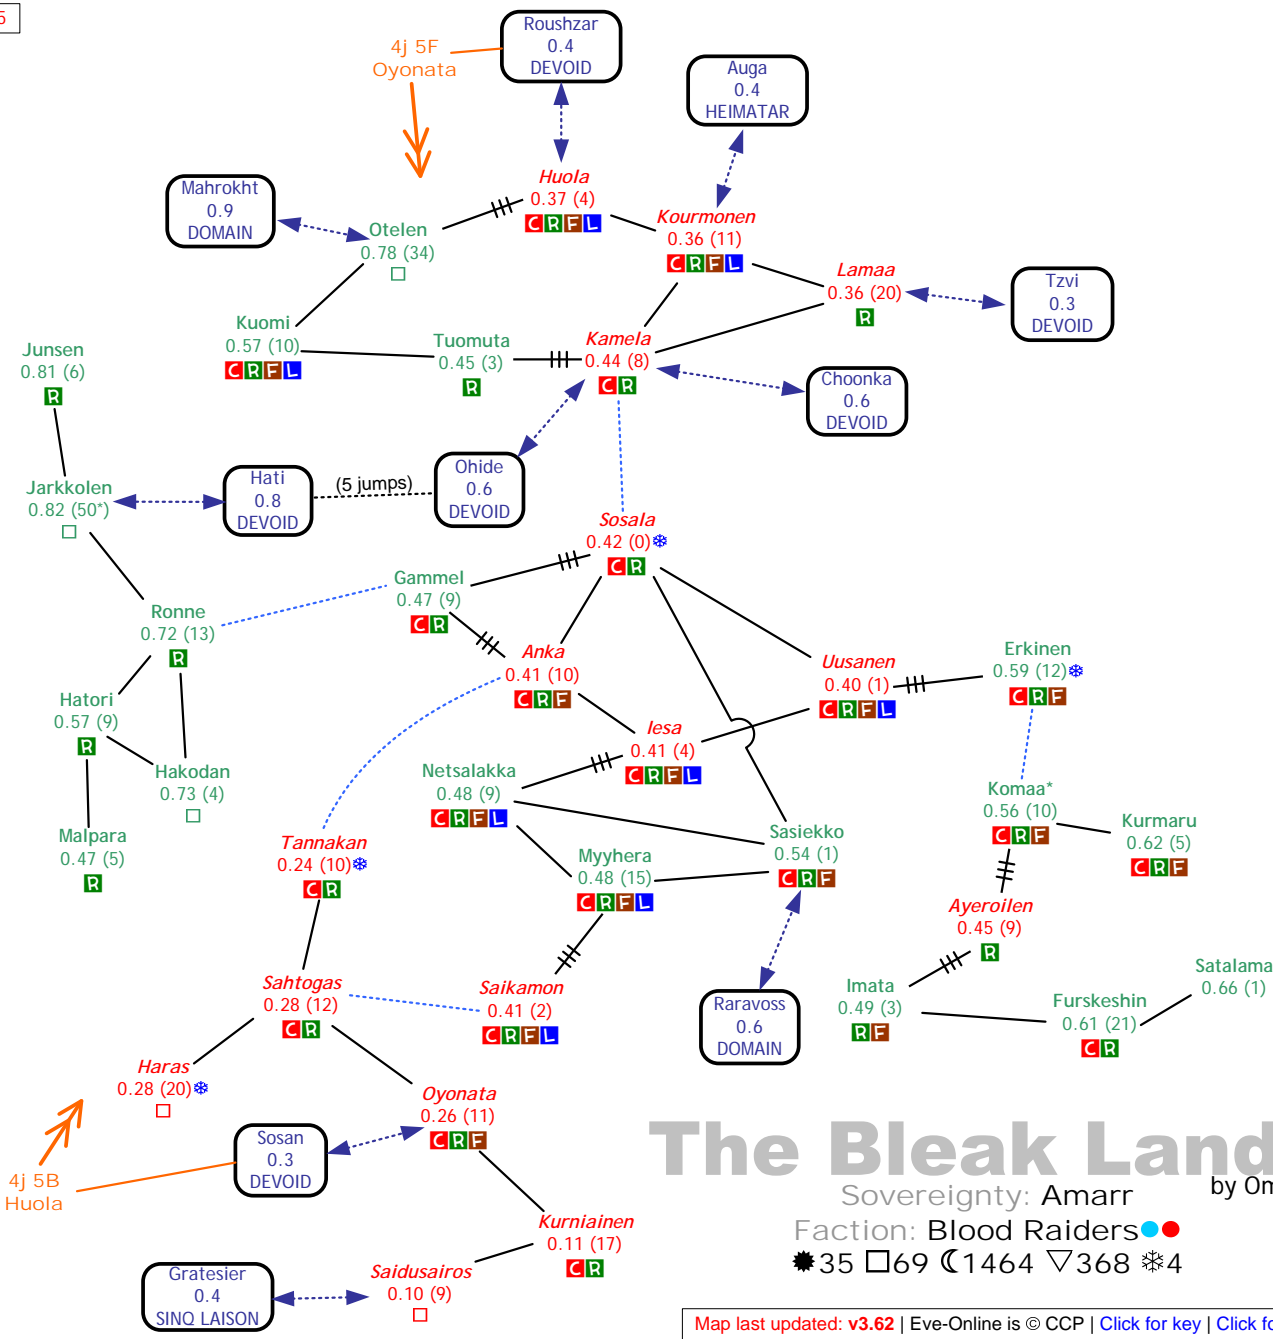 5
4j 5F
Oyonata
Roushzar
0.4
DEVOID
Auga
0.4
HEIMATAR
Mahrokht
0.9
DOMAIN
Huola
0.37 (4)
C R F L
Kourmonen
0.36 (11)
C R F L
Otelen
0.78 (34)
Lamaa
0.36 (20)
R
Tzvi
0.3
DEVOID
Kuomi
0.57 (10)
C R F L
Tuomuta
0.45 (3)
R
Kamela
0.44 (8)
C R
Junsen
0.81 (6)
R
Choonka
0.6
DEVOID
Jarkkolen
0.82 (50*)
Hati
0.8
DEVOID
(5 jumps)
Ohide
0.6
DEVOID
Sosala
0.42 (0)
C R
Gammel
0.47 (9)
C R
Ronne
0.72 (13)
R
Anka
0.41 (10)
C R F
Uusanen
0.40 (1)
C R F L
Erkinen
0.59 (12)
C R F
Hatori
0.57 (9)
R
Iesa
0.41 (4)
C R F L
Hakodan
0.73 (4)
Netsalakka
0.48 (9)
C R F L
Komaa*
0.56 (10)
C R F
Kurmaru
0.62 (5)
C R F
Malpara
0.47 (5)
R
Tannakan
0.24 (10)
C R
Myyhera
0.48 (15)
C R F L
Sasiekko
0.54 (1)
C R F
Ayeroilen
0.45 (9)
R
Sahtogas
0.28 (12)
C R
Saikamon
0.41 (2)
C R F L
Raravoss
0.6
DOMAIN
Imata
0.49 (3)
R F
Furskeshin
0.61 (21)
C R
Satalama
0.66 (1)
Haras
0.28 (20)
Oyonata
0.26 (11)
C R F
Sosan
0.3
DEVOID
4j 5B
Huola
Kurniainen
0.11 (17)
C R
Gratesier
0.4
SINQ LAISON
Saidusairos
0.10 (9)
The Bleak Land
by Om
Sovereignty: Amarr
Faction: Blood Raiders
35 69 1464 368 4
Map last updated: v3.62 | Eve-Online is © CCP | Click for key | Click fo